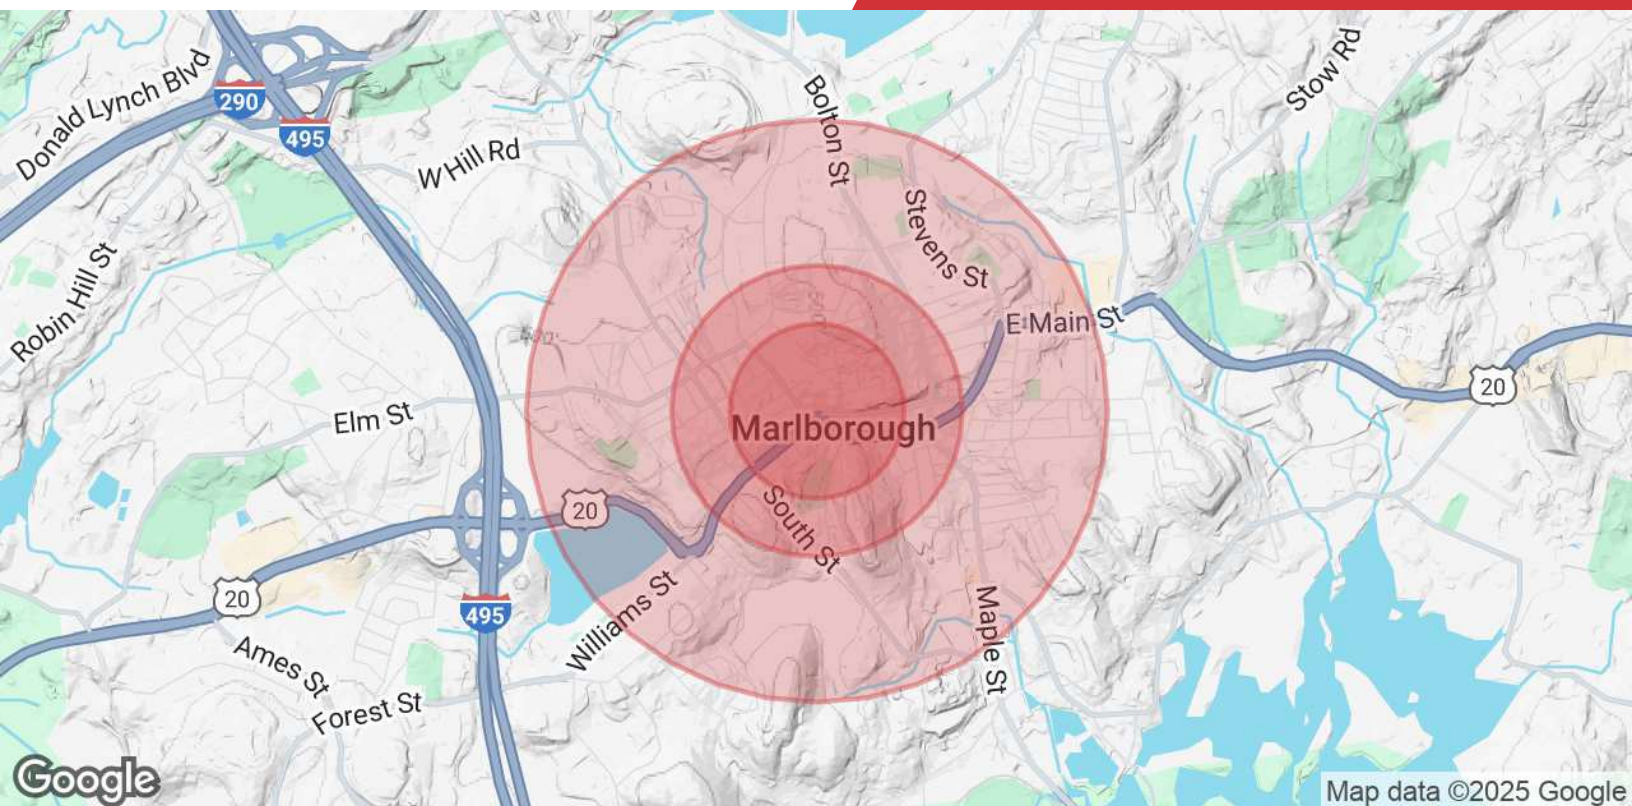 Donald Lynch Blvd
290
495
W Hill Rd
Bolton St
Stow Rd
Stevens St
Robin Hill St
E Main St
20
Elm St
Marlborough
20
South St
20
495
Williams St
Maple St
Ames St
Forest St
Google
Map data ©2025 Google